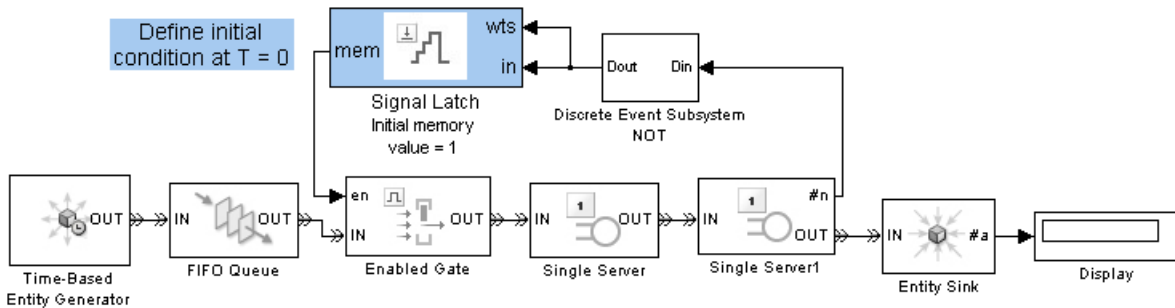 Define initial
condition at T = 0
mem
wts
in
Signal Latch
Initial memory
value = 1
Dout
Din
Discrete Event Subsystem
NOT
OUT
Time-Based
Entity Generator
IN
OUT
FIFO Queue
en
IN
OUT
Enabled Gate
1
IN
OUT
Single Server
1
#n
IN
OUT
Single Server1
IN
#a
Entity Sink
Display